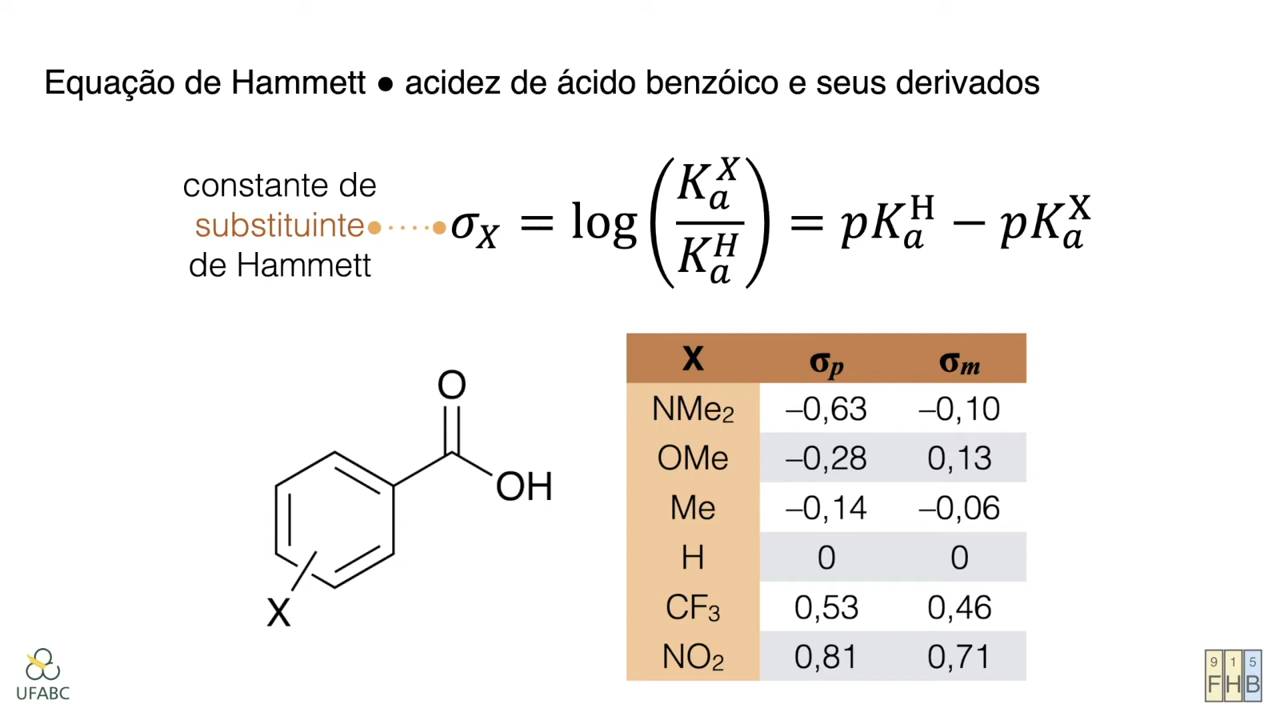 Equação de Hammett ● acidez de ácido benzóico e seus derivados
constante de
substituinte
de Hammett
σ_X = log(K_a^X / K_a^H) = pK_a^H − pK_a^X
O
OH
X
X σp σm
NMe₂ –0,63 –0,10
OMe –0,28 0,13
Me –0,14 –0,06
H 0 0
CF₃ 0,53 0,46
NO₂ 0,81 0,71
UFABC
9 1 5
F H B